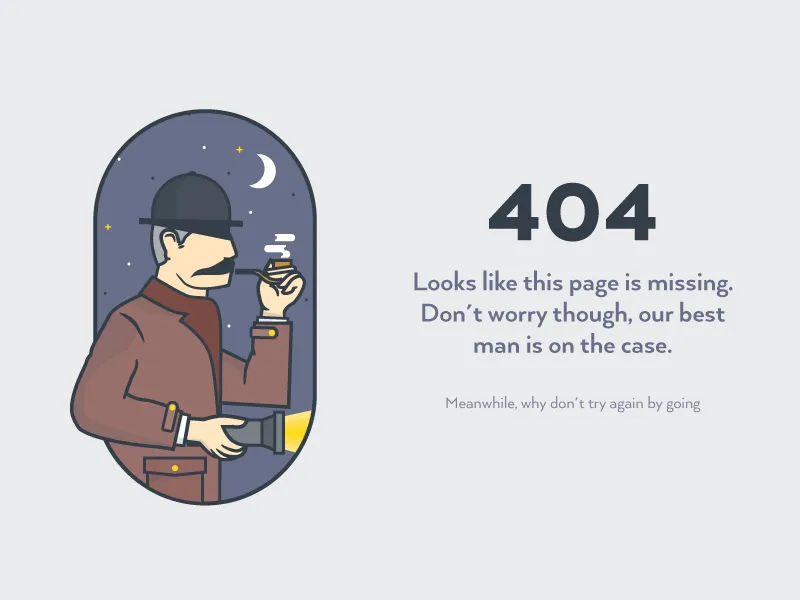 404
Looks like this page is missing.
Don't worry though, our best
man is on the case.
Meanwhile, why don't try again by going